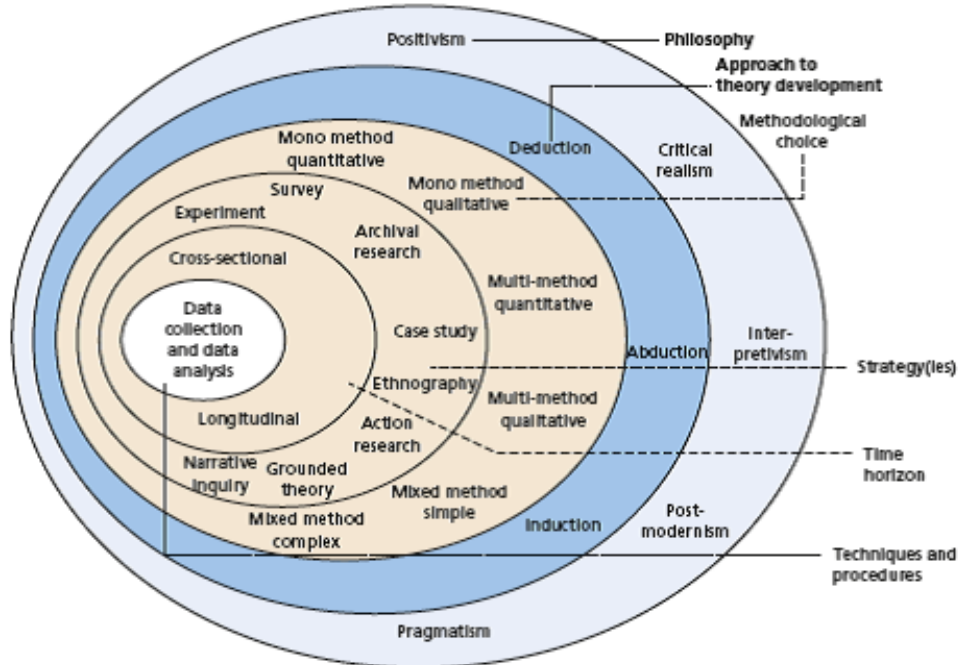 Positivism
Philosophy
Approach to
theory development
Methodological
choice
Mono method
quantitative
Deduction
Critical
realism
Mono method
qualitative
Survey
Experiment
Archival
research
Cross-sectional
Multi-method
quantitative
Data
collection
and data
analysis
Case study
Abduction
Inter-
pretivism
Strategy(ies)
Ethnography
Multi-method
qualitative
Longitudinal
Action
research
Time
horizon
Narrative
inquiry
Grounded
theory
Mixed method
simple
Mixed method
complex
Induction
Post-
modernism
Techniques and
procedures
Pragmatism